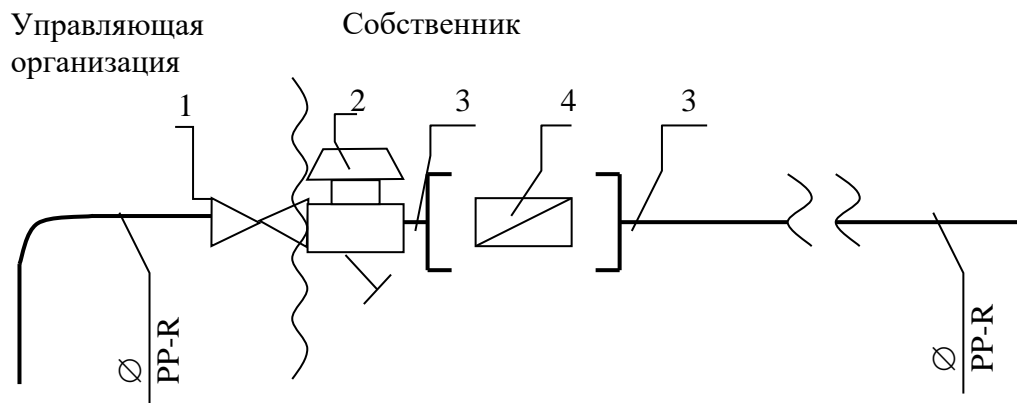 Управляющая
организация
Собственник
1
2
3
4
3
∅
PP-R
∅
PP-R